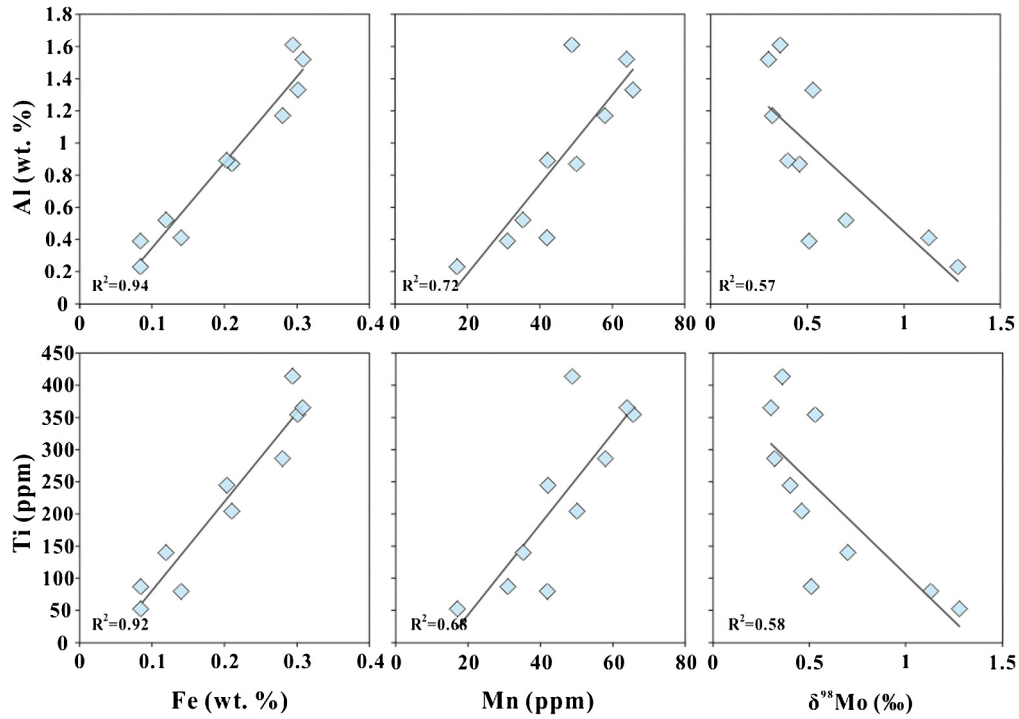 1.8
1.6
1.4
1.2
1
0.8
0.6
0.4
0.2
0
Al (wt. %)
R²=0.94
R²=0.72
R²=0.57
0 0.1 0.2 0.3 0.4
0 20 40 60 80
0 0.5 1 1.5
450
400
350
300
250
200
150
100
50
0
Ti (ppm)
R²=0.92
R²=0.68
R²=0.58
0 0.1 0.2 0.3 0.4
0 20 40 60 80
0 0.5 1 1.5
Fe (wt. %)
Mn (ppm)
δ⁹⁸Mo (‰)